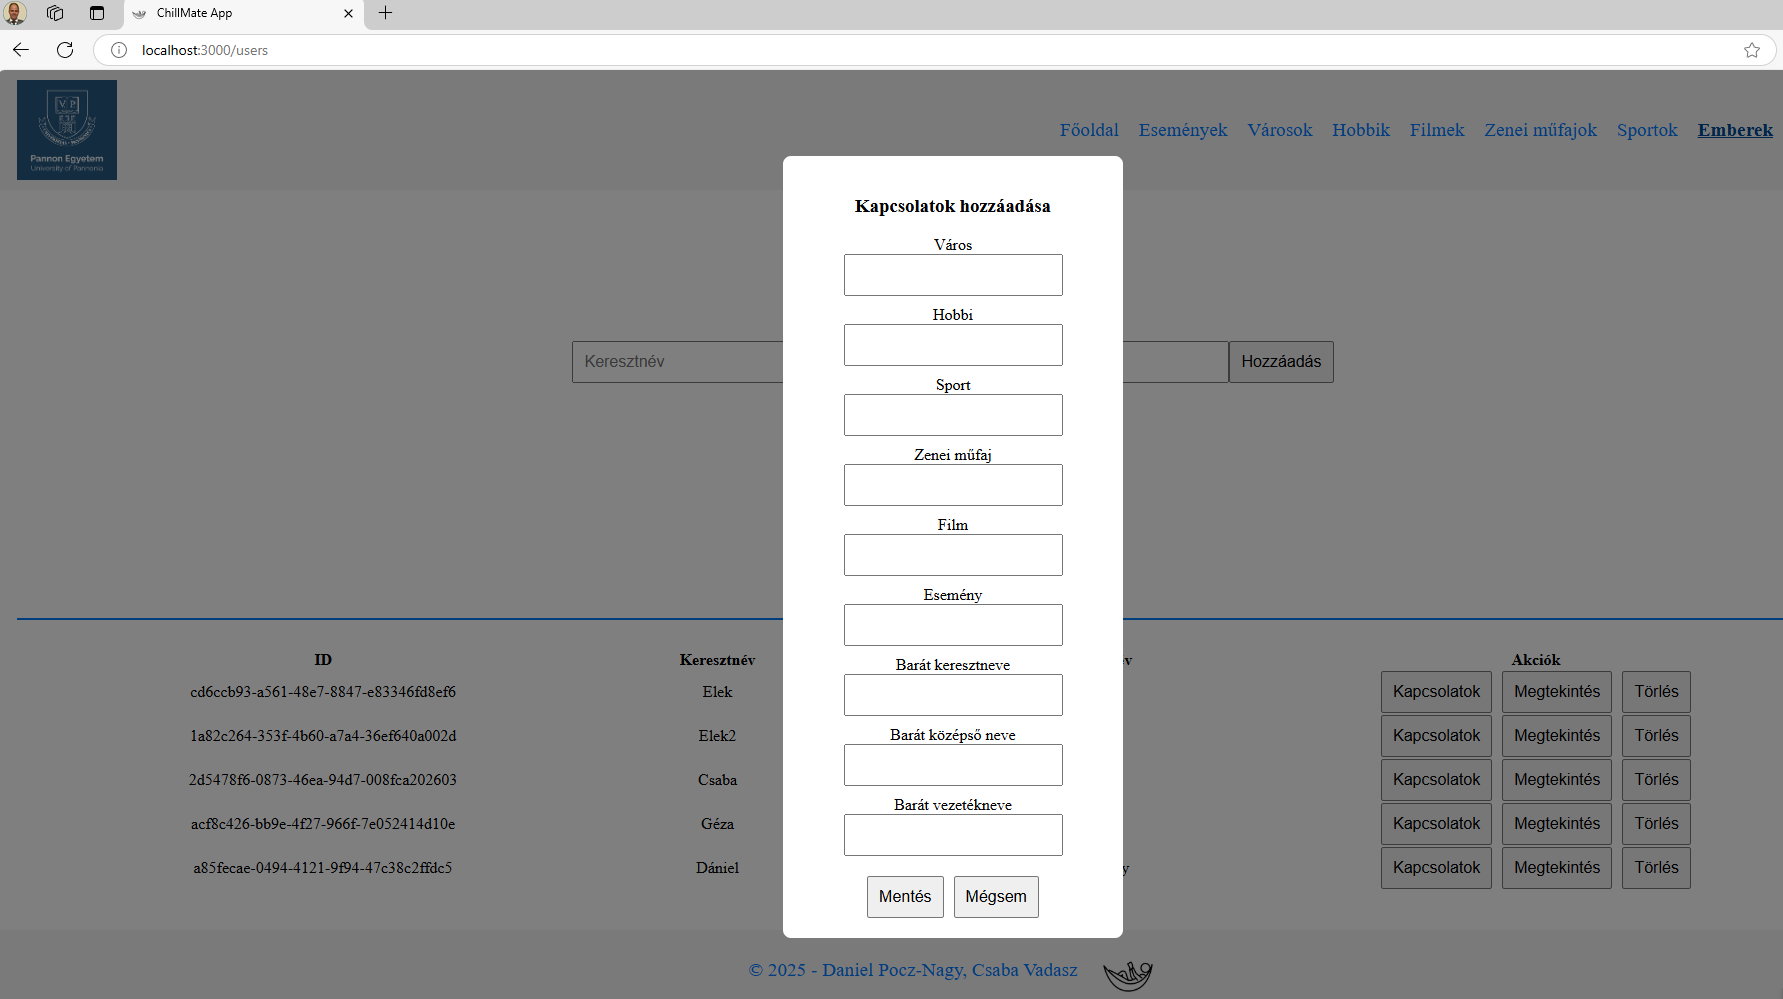 ChillMate App
localhost:3000/users
V P
Pannon Egyetem
University of Pannonia
Főoldal Események Városok Hobbik Filmek Zenei műfajok Sportok Emberek
Kapcsolatok hozzáadása
Város
Hobbi
Sport
Zenei műfaj
Film
Esemény
Barát keresztneve
Barát középső neve
Barát vezetékneve
Mentés Mégsem
Keresztnév Hozzáadás
ID Keresztnév v Akciók
cd6ccb93-a561-48e7-8847-e83346fd8ef6 Elek Kapcsolatok Megtekintés Törlés
1a82c264-353f-4b60-a7a4-36ef640a002d Elek2 Kapcsolatok Megtekintés Törlés
2d5478f6-0873-46ea-94d7-008fca202603 Csaba Kapcsolatok Megtekintés Törlés
acf8c426-bb9e-4f27-966f-7e052414d10e Géza Kapcsolatok Megtekintés Törlés
a85fecae-0494-4121-9f94-47c38c2ffdc5 Dániel y Kapcsolatok Megtekintés Törlés
© 2025 - Daniel Pocz-Nagy, Csaba Vadasz